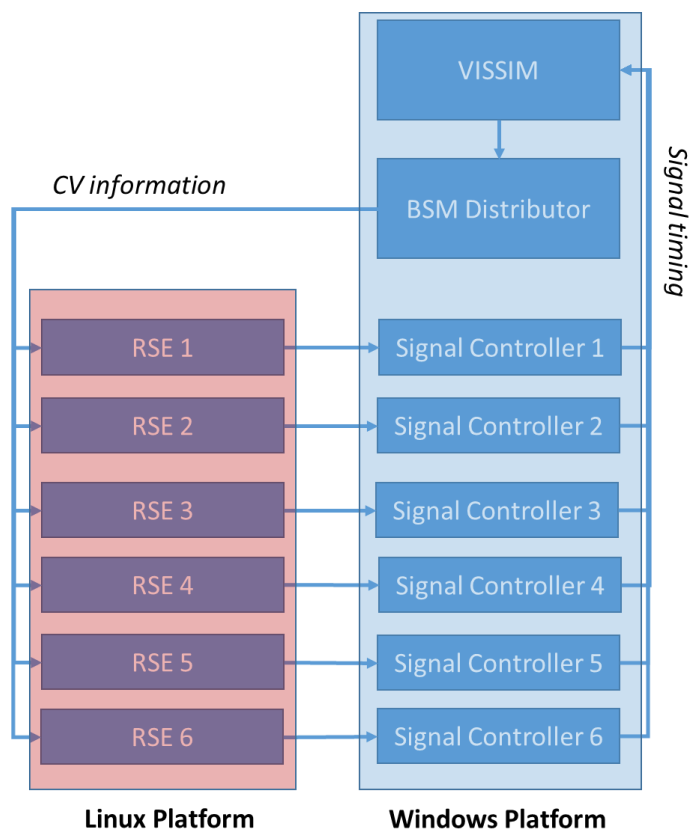 VISSIM
CV information
BSM Distributor
Signal timing
RSE 1
Signal Controller 1
RSE 2
Signal Controller 2
RSE 3
Signal Controller 3
RSE 4
Signal Controller 4
RSE 5
Signal Controller 5
RSE 6
Signal Controller 6
Linux Platform
Windows Platform